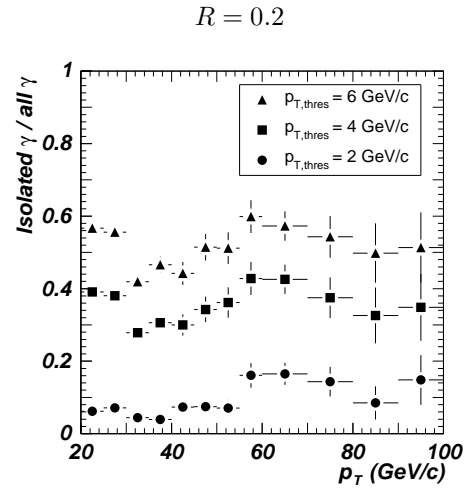 R = 0.2
Isolated γ / all γ
1
0.8
0.6
0.4
0.2
0
p_T,thres = 6 GeV/c
p_T,thres = 4 GeV/c
p_T,thres = 2 GeV/c
20 40 60 80 100
p_T (GeV/c)